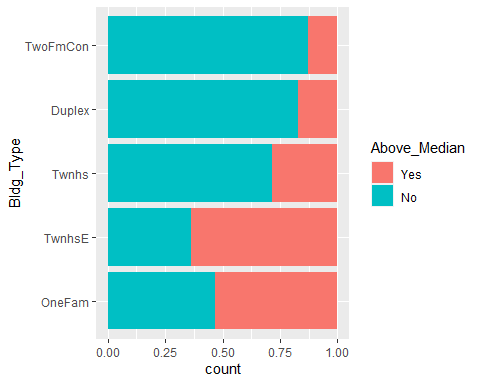 TwoFmCon
Duplex
Twnhs
TwnhsE
OneFam
Bldg_Type
0.00 0.25 0.50 0.75 1.00
count
Above_Median
Yes
No